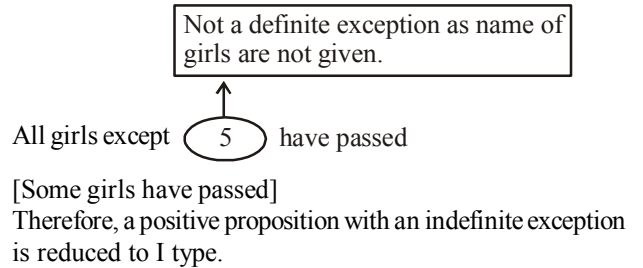 Not a definite exception as name of
girls are not given.
All girls except 5 have passed
[Some girls have passed]
Therefore, a positive proposition with an indefinite exception
is reduced to I type.